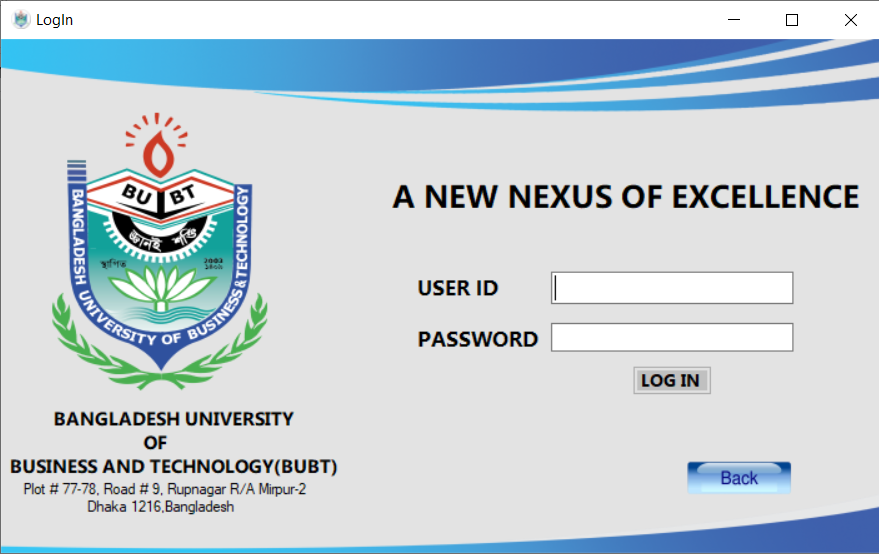 LogIn
BU BT
জ্ঞানই শক্তি
স্থাপিত
BANGLADESH UNIVERSITY OF BUSINESS & TECHNOLOGY
BANGLADESH UNIVERSITY
OF
BUSINESS AND TECHNOLOGY(BUBT)
Plot # 77-78, Road # 9, Rupnagar R/A Mirpur-2
Dhaka 1216,Bangladesh
A NEW NEXUS OF EXCELLENCE
USER ID
PASSWORD
LOG IN
Back